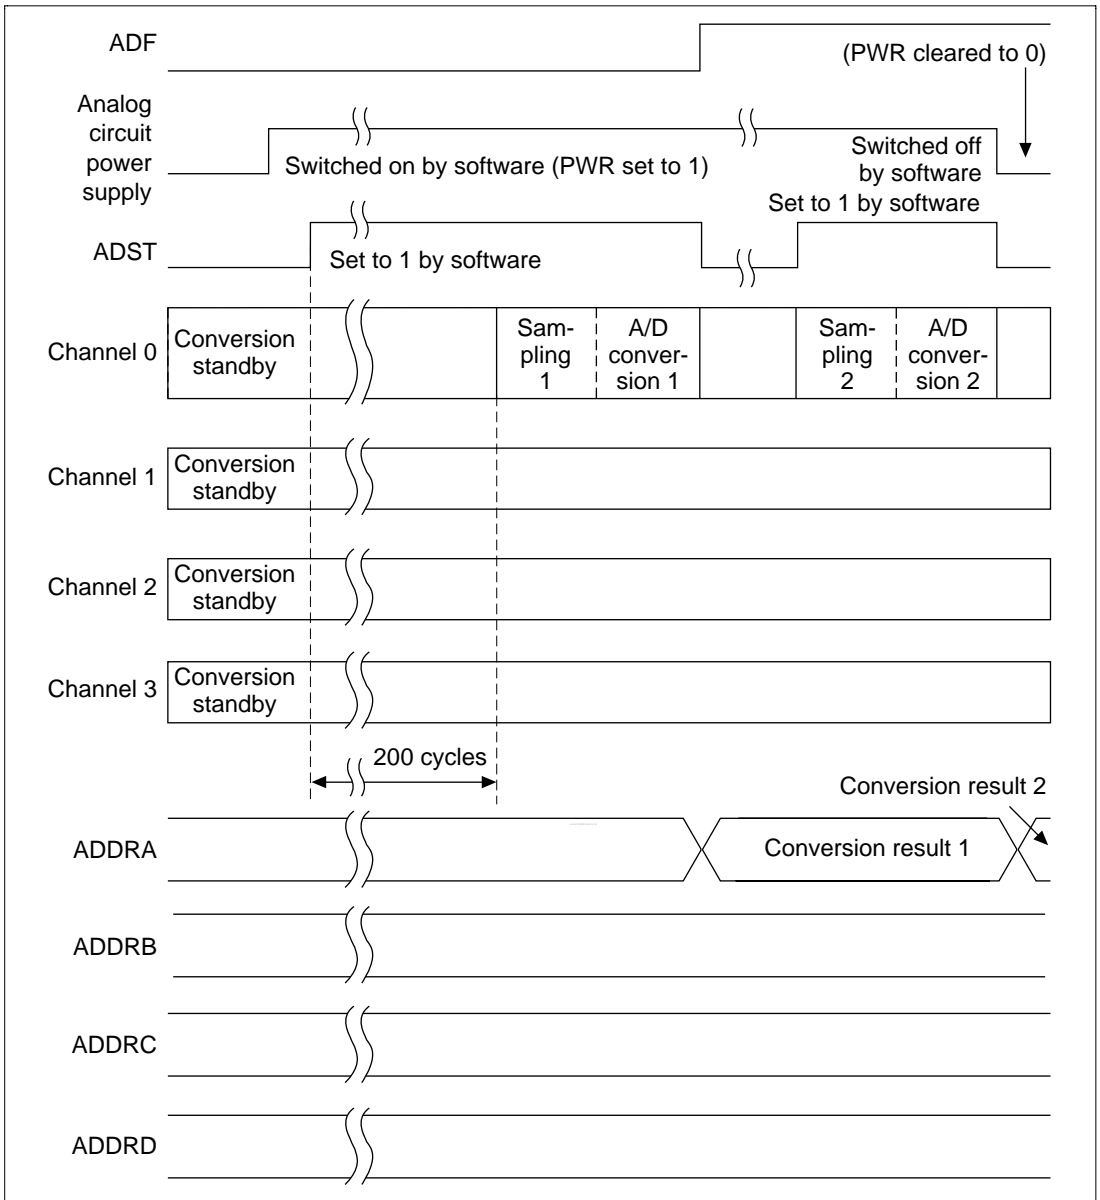 ADF
(PWR cleared to 0)
Analog
circuit
power
supply
Switched on by software (PWR set to 1)
Switched off
by software
Set to 1 by software
ADST
Set to 1 by software
Channel 0
Conversion
standby
Sam-
pling
1
A/D
conver-
sion 1
Sam-
pling
2
A/D
conver-
sion 2
Channel 1
Conversion
standby
Channel 2
Conversion
standby
Channel 3
Conversion
standby
200 cycles
Conversion result 2
ADDRA
Conversion result 1
ADDRB
ADDRC
ADDRD